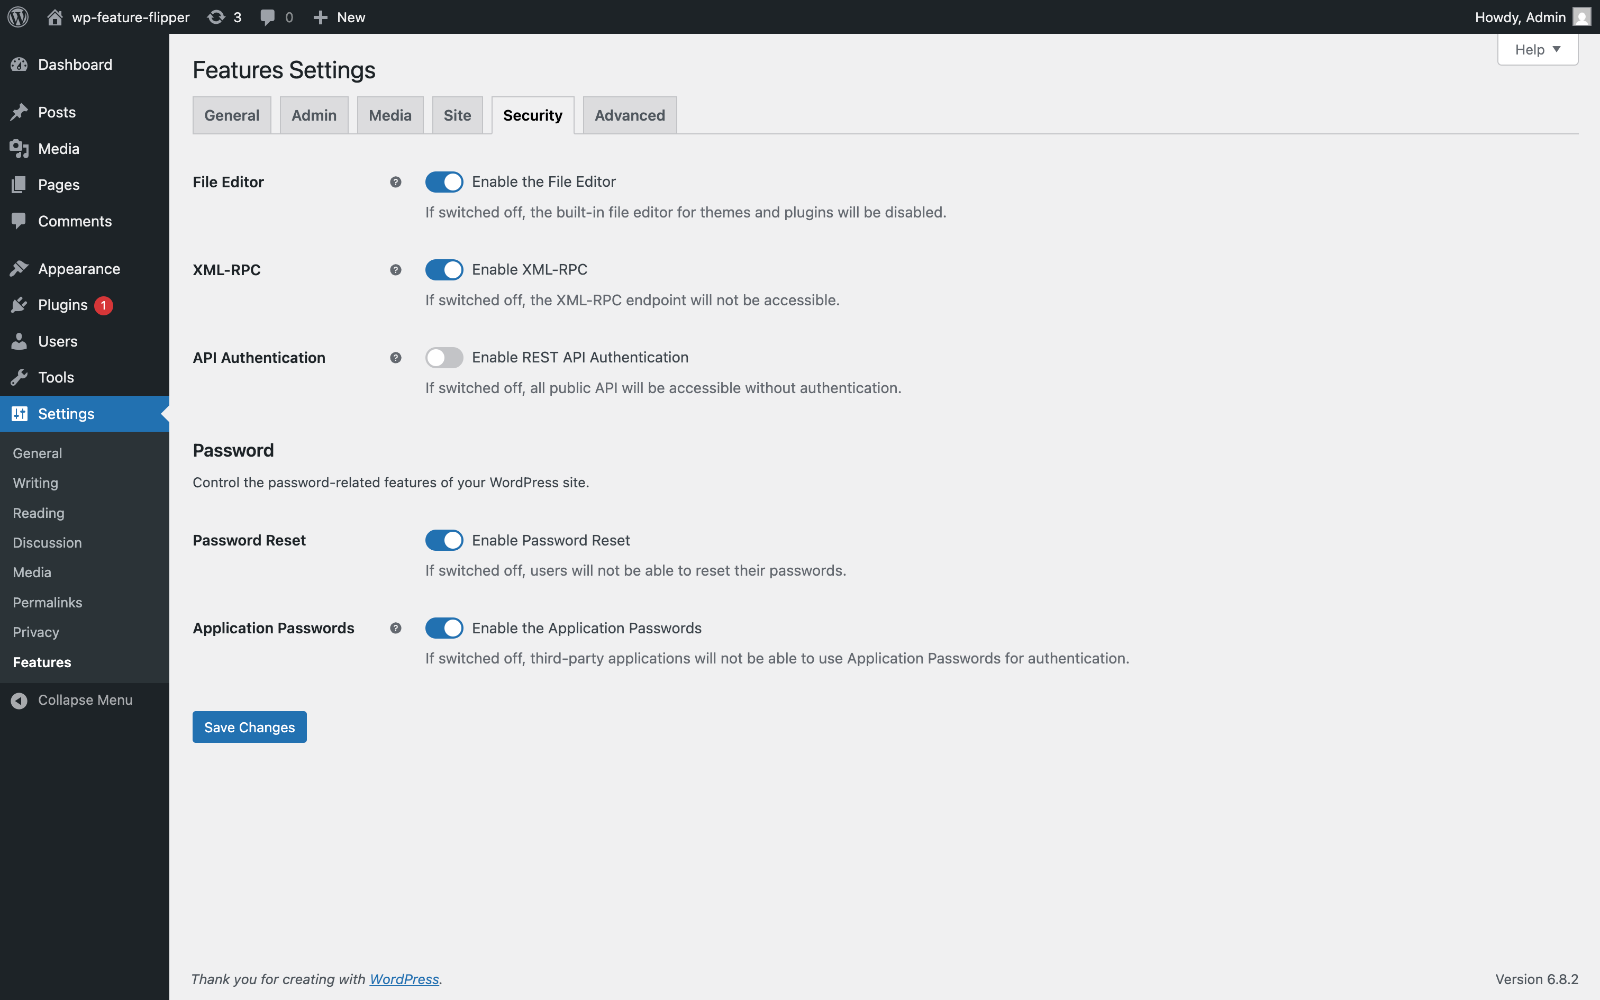 wp-feature-flipper 3 0 New Howdy, Admin
Help
Dashboard
Posts
Media
Pages
Comments
Appearance
Plugins 1
Users
Tools
Settings
General
Writing
Reading
Discussion
Media
Permalinks
Privacy
Features
Collapse Menu
Features Settings
General Admin Media Site Security Advanced
File Editor ? Enable the File Editor
If switched off, the built-in file editor for themes and plugins will be disabled.
XML-RPC ? Enable XML-RPC
If switched off, the XML-RPC endpoint will not be accessible.
API Authentication ? Enable REST API Authentication
If switched off, all public API will be accessible without authentication.
Password
Control the password-related features of your WordPress site.
Password Reset Enable Password Reset
If switched off, users will not be able to reset their passwords.
Application Passwords ? Enable the Application Passwords
If switched off, third-party applications will not be able to use Application Passwords for authentication.
Save Changes
Thank you for creating with WordPress. Version 6.8.2